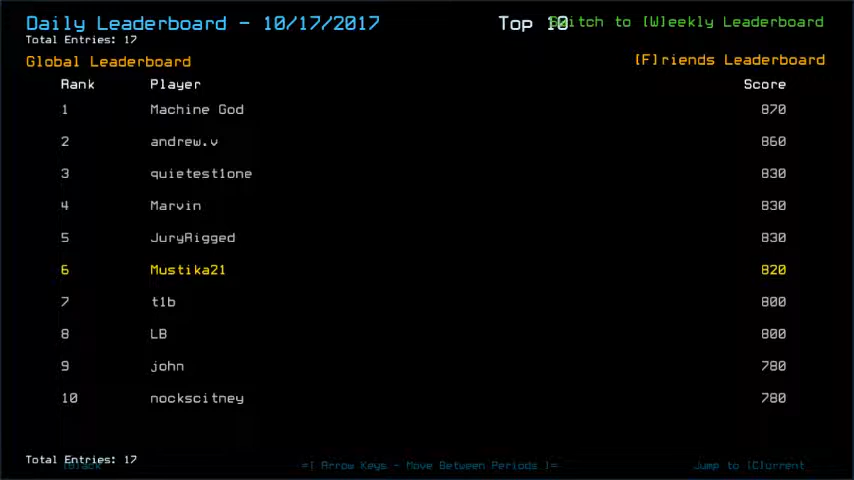 Daily Leaderboard - 10/17/2017 Top 10 Switch to [W]eekly Leaderboard
Total Entries: 17
Global Leaderboard [F]riends Leaderboard
Rank Player Score
1 Machine God 870
2 andrew.v 860
3 quietest1one 830
4 Marvin 830
5 JuryRigged 830
6 Mustika21 820
7 t1b 800
8 LB 800
9 john 780
10 nockscitney 780
Total Entries: 17
[B]ack =[ Arrow Keys - Move Between Periods ]= Jump to [C]urrent